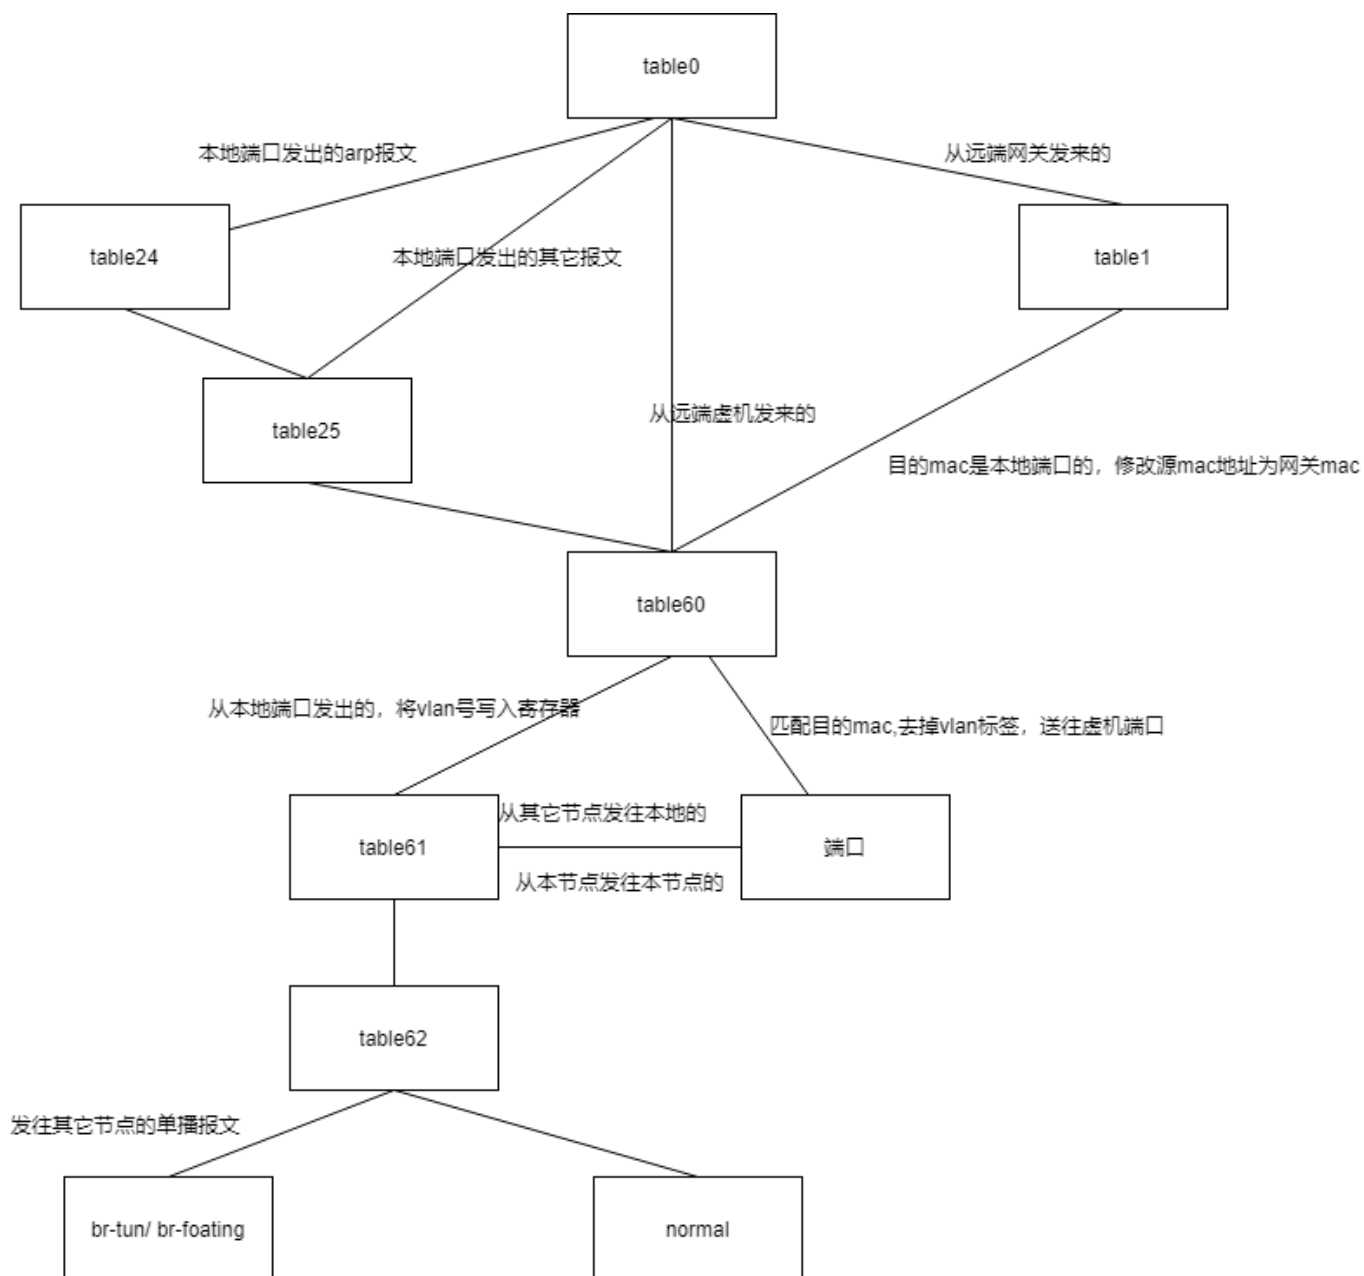 table0
本地端口发出的arp报文
从远端网关发来的
table24
本地端口发出的其它报文
table1
table25
从远端虚机发来的
目的mac是本地端口的，修改源mac地址为网关mac
table60
从本地端口发出的，将vlan号写入寄存器
匹配目的mac,去掉vlan标签，送往虚机端口
从其它节点发往本地的
table61
端口
从本节点发往本节点的
table62
发往其它节点的单播报文
br-tun/ br-foating
normal